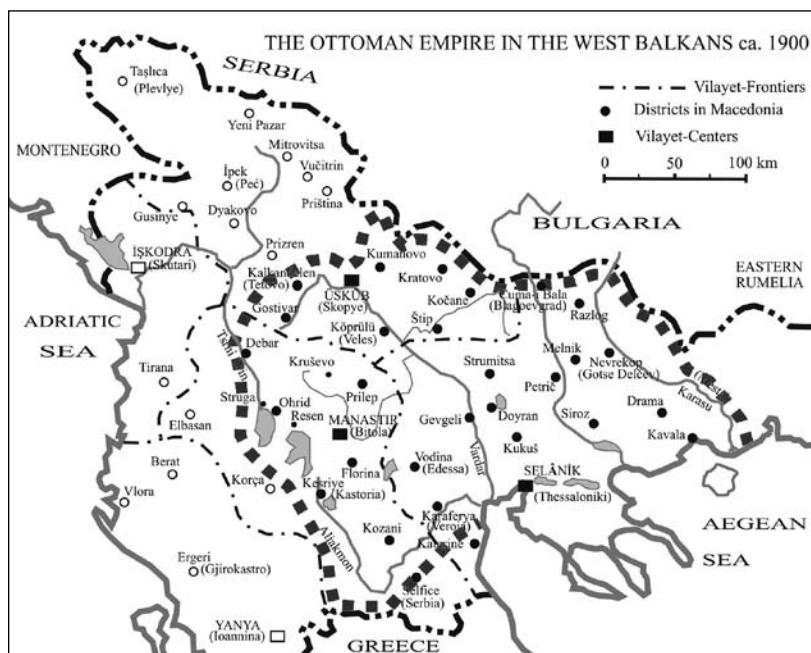 THE OTTOMAN EMPIRE IN THE WEST BALKANS ca. 1900
Vilayet-Frontiers
Districts in Macedonia
Vilayet-Centers
0 60 100 km
SERBIA
Taşlıca
(Plevlye)
Yeni Pazar
MONTENEGRO
Mitrovitsa
Vučitrin
İpek
(Peć)
Priština
Gusinye
Dyakovo
BULGARIA
Prizren
Kumanovo
İŞKODRA
(Skutari)
Kalkandelen
(Tetovo)
Kratovo
EASTERN
RUMELIA
ÜSKÜB
(Skopye)
Kočane
Cuma-i Bala
(Blagoevgrad)
Razlog
Gostivar
ADRIATIC
SEA
Köprülü
(Veles)
Štip
Debar
Melnik
Nevrekop
(Gotse Delčev)
Kruševo
Strumitsa
Tirana
Prilep
Petrič
Karasu
Struga
Ohrid
Resen
Drama
Elbasan
MANASTIR
(Bitola)
Gevgeli
Doyran
Siroz
Kavala
Vardar
Kukuš
Berat
Florina
Vodina
(Edessa)
SELÂNİK
(Thessaloniki)
Korça
Vlora
Kesriye
(Kastoria)
Karaferya
AEGEAN
SEA
Kozani
Aliakmon
Ergeri
(Gjirokastro)
Selfice
(Serbia)
YANYA
(Ioannina)
GREECE